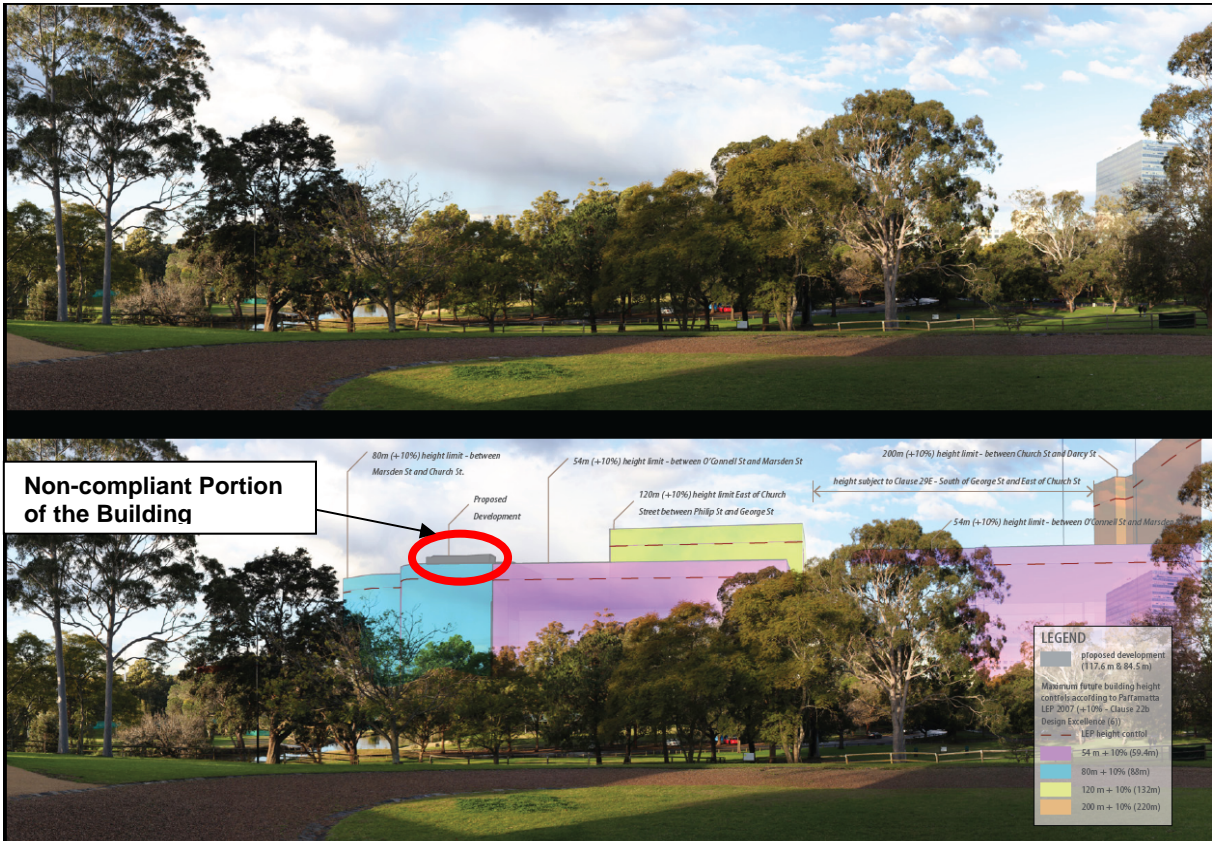 80m (+10%) height limit - between
Marsden St and Church St.
54m (+10%) height limit - between O'Connell St and Marsden St
200m (+10%) height limit - between Church St and Darcy St
height subject to Clause 29E - South of George St and East of Church St
Non-compliant Portion
of the Building
Proposed
Development
120m (+10%) height limit East of Church
Street between Philip St and George St
54m (+10%) height limit - between O'Connell St and Marsden
LEGEND
proposed development
(117.6 m & 84.5 m)
Maximum future building height
controls according to Parramatta
LEP 2007 (+10% - Clause 22b
Design Excellence (6))
LEP height control
54 m + 10% (59.4m)
80m + 10% (88m)
120 m + 10% (132m)
200 m + 10% (220m)